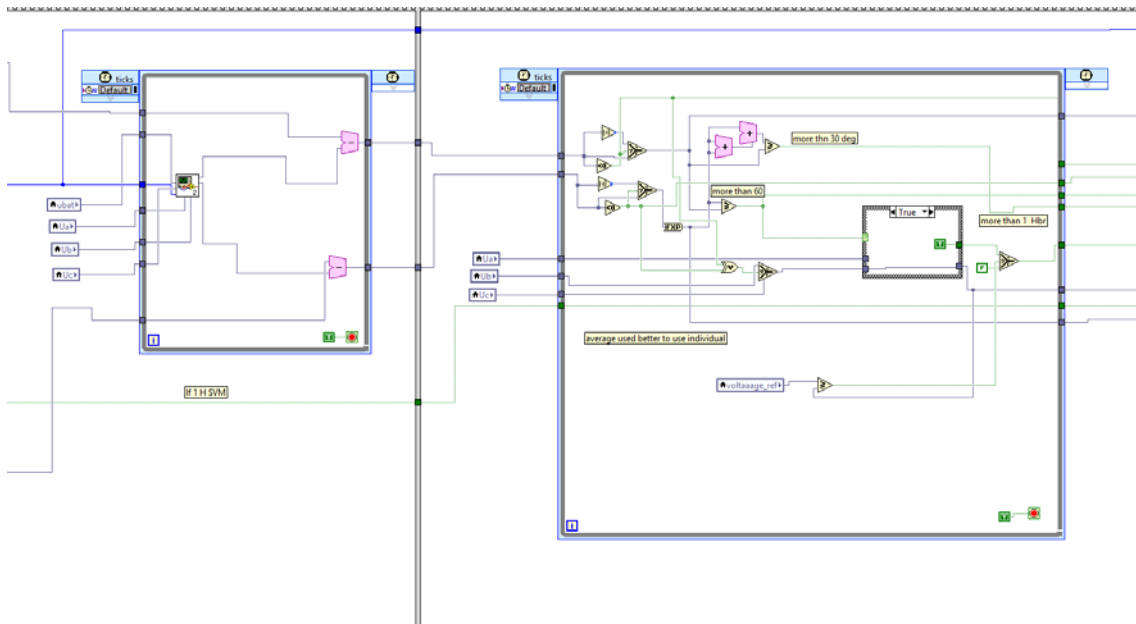 ticks
Default
ubat
Ua
Ub
Uc
i
If 1 H SVM
ticks
Default
more thn 30 deg
more than 60
FXP
True
more than 1 Hbr
F
Ua
Ub
Uc
average used better to use individual
voltaaage_ref
i